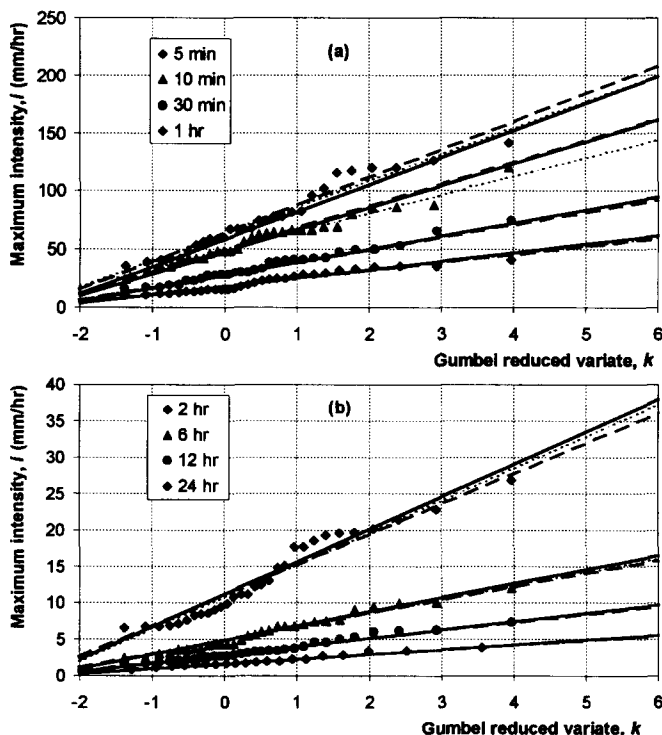 (a)
5 min
10 min
30 min
1 hr
Maximum intensity, I (mm/hr)
250
200
150
100
50
0
-2 -1 0 1 2 3 4 5 6
Gumbel reduced variate, k
(b)
2 hr
6 hr
12 hr
24 hr
Maximum intensity, I (mm/hr)
40
35
30
25
20
15
10
5
0
-2 -1 0 1 2 3 4 5 6
Gumbel reduced variate, k